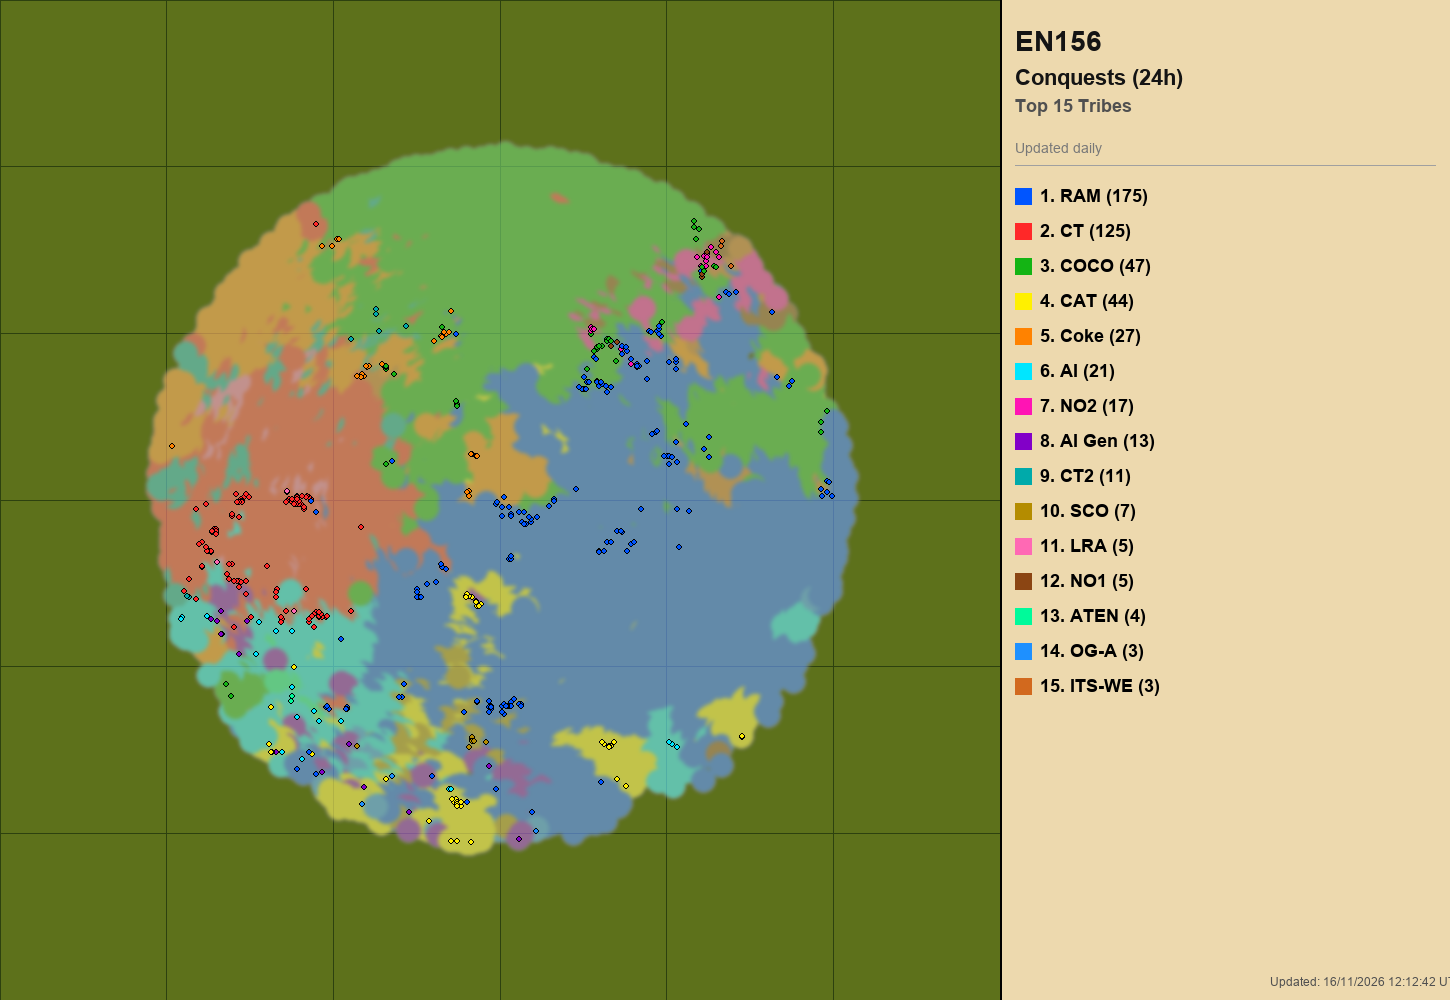 EN156
Conquests (24h)
Top 15 Tribes
Updated daily
1. RAM (175)
2. CT (125)
3. COCO (47)
4. CAT (44)
5. Coke (27)
6. AI (21)
7. NO2 (17)
8. AI Gen (13)
9. CT2 (11)
10. SCO (7)
11. LRA (5)
12. NO1 (5)
13. ATEN (4)
14. OG-A (3)
15. ITS-WE (3)
Updated: 16/11/2026 12:12:42